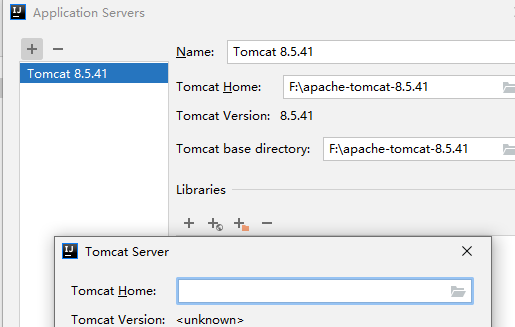 Application Servers
Name: Tomcat 8.5.41
Tomcat 8.5.41
Tomcat Home: F:\apache-tomcat-8.5.41
Tomcat Version: 8.5.41
Tomcat base directory: F:\apache-tomcat-8.5.41
Libraries
Tomcat Server
Tomcat Home:
Tomcat Version: <unknown>